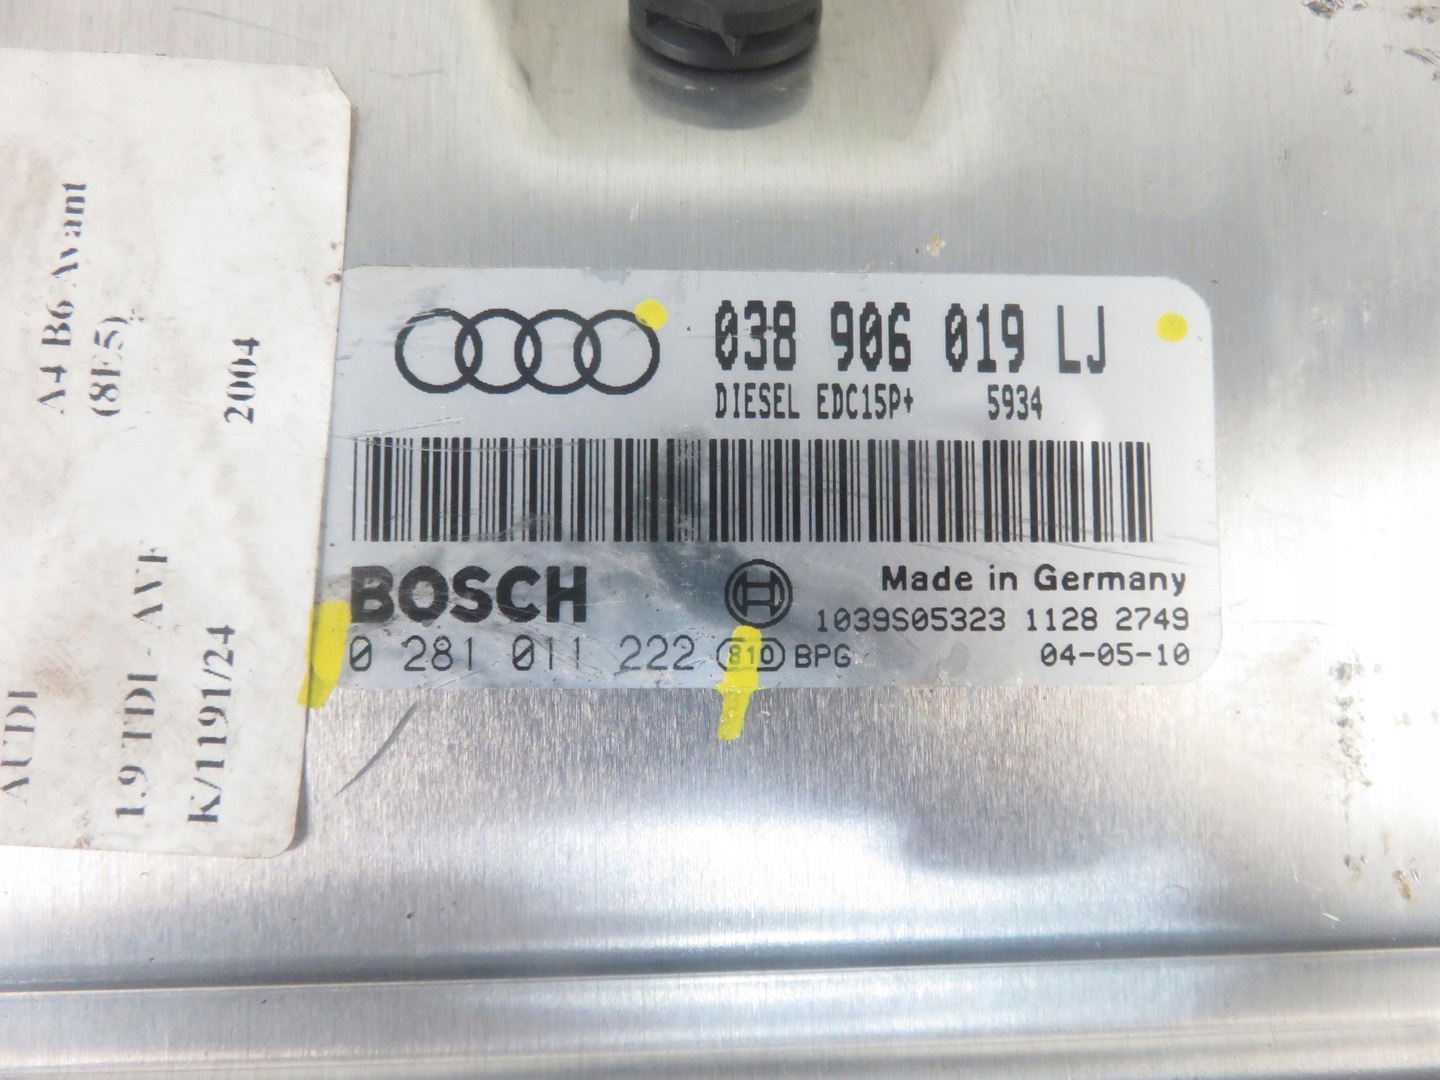 AUDI
A4 B6 Avant
(8E5)
1.9 TDI - AVF
K/1191/24
2004
038 906 019 LJ
DIESEL EDC15P+ 5934
BOSCH
Made in Germany
1039S05323 1128 2749
0 281 011 222 810 BPG
04-05-10